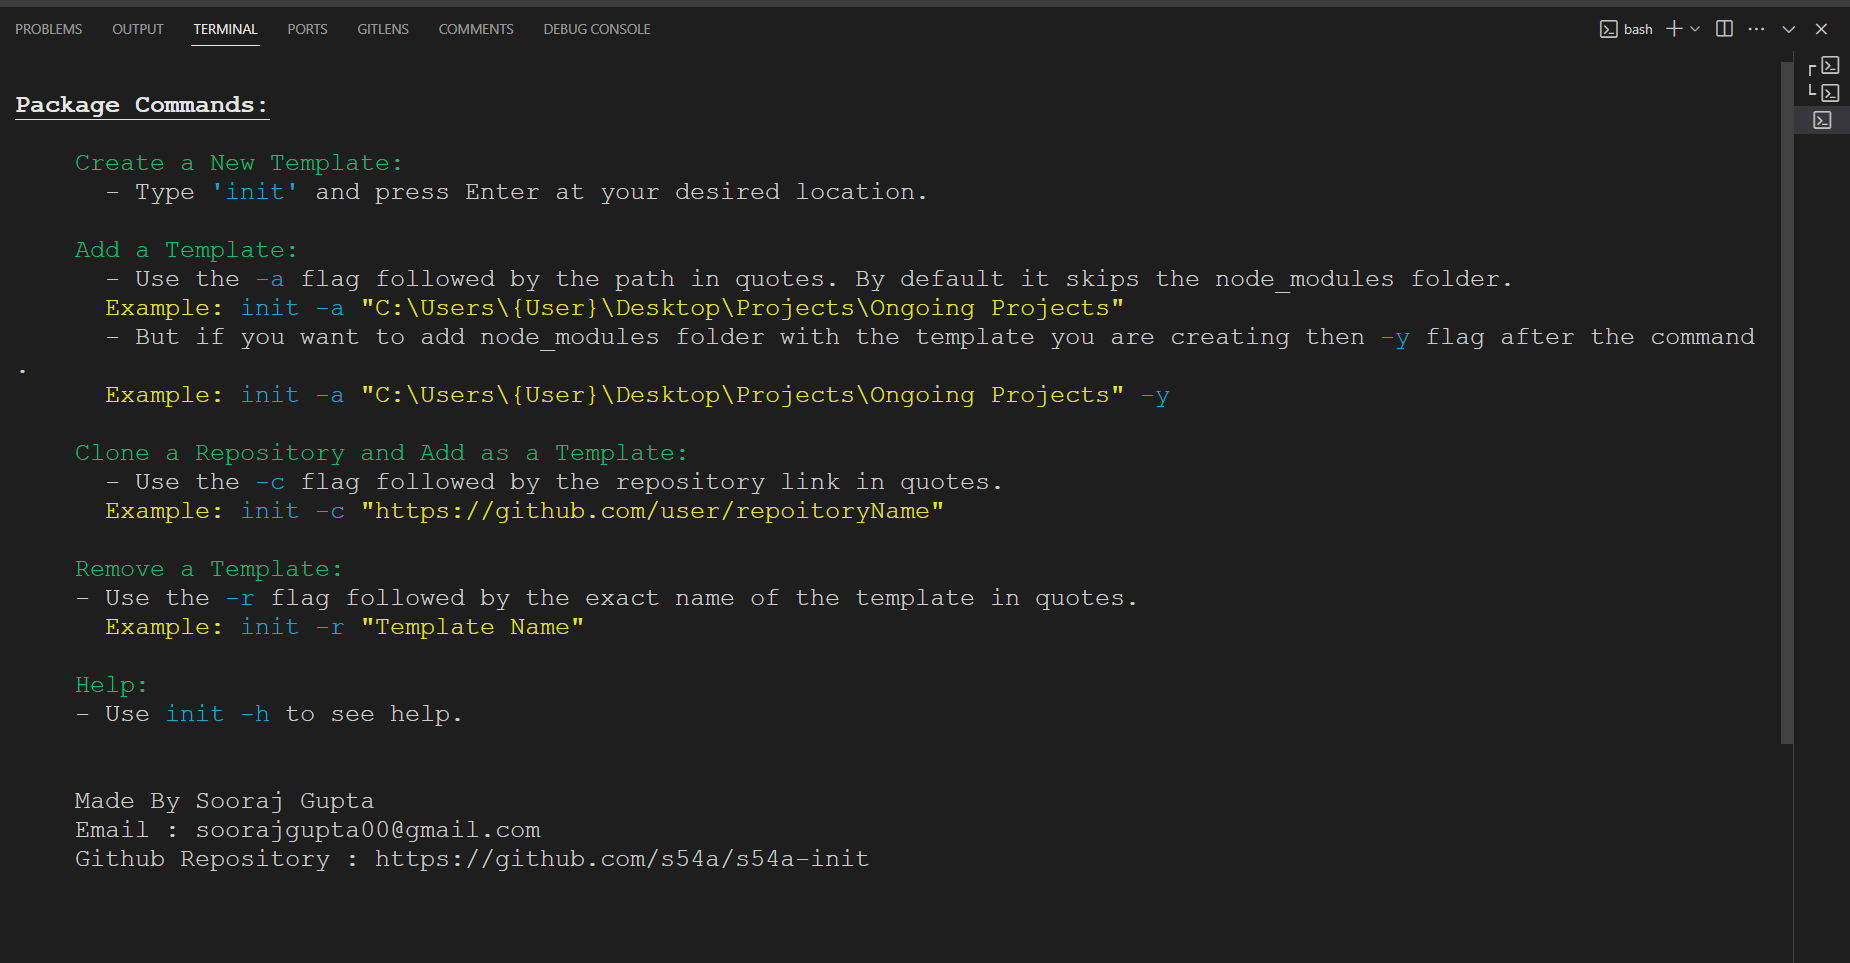 PROBLEMS OUTPUT TERMINAL PORTS GITLENS COMMENTS DEBUG CONSOLE bash
Package Commands:
Create a New Template:
- Type 'init' and press Enter at your desired location.
Add a Template:
- Use the -a flag followed by the path in quotes. By default it skips the node_modules folder.
Example: init -a "C:\Users\{User}\Desktop\Projects\Ongoing Projects"
- But if you want to add node_modules folder with the template you are creating then -y flag after the command
.
Example: init -a "C:\Users\{User}\Desktop\Projects\Ongoing Projects" -y
Clone a Repository and Add as a Template:
- Use the -c flag followed by the repository link in quotes.
Example: init -c "https://github.com/user/repoitoryName"
Remove a Template:
- Use the -r flag followed by the exact name of the template in quotes.
Example: init -r "Template Name"
Help:
- Use init -h to see help.
Made By Sooraj Gupta
Email : soorajgupta00@gmail.com
Github Repository : https://github.com/s54a/s54a-init